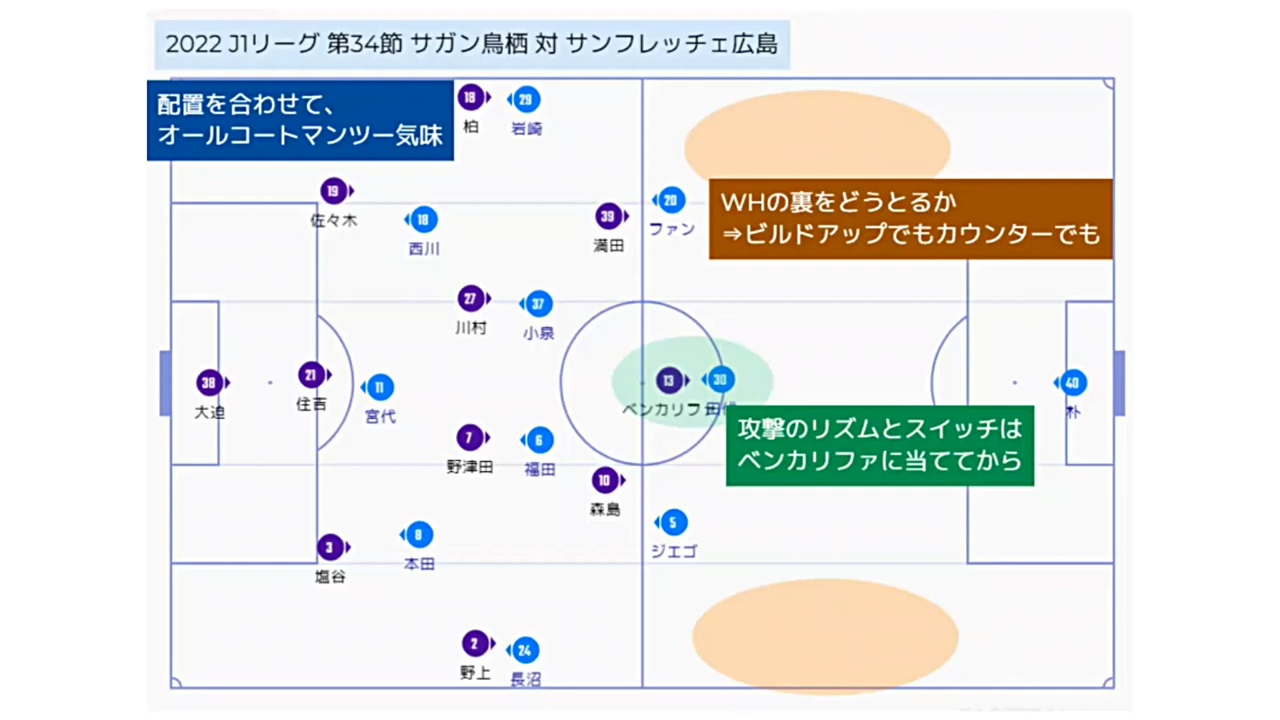 2022 J1リーグ 第34節 サガン鳥栖 対 サンフレッチェ広島
配置を合わせて、
オールコートマンツー気味
18
柏
29
岩崎
19
佐々木
18
西川
39
満田
20
ファン
WHの裏をどうとるか
⇒ビルドアップでもカウンターでも
27
川村
37
小泉
38
大迫
21
住吉
11
宮代
13
ベンカリファ
30
田代
40
朴
攻撃のリズムとスイッチは
ベンカリファに当ててから
7
野津田
6
福田
10
森島
5
ジエゴ
3
塩谷
8
本田
2
野上
24
長沼